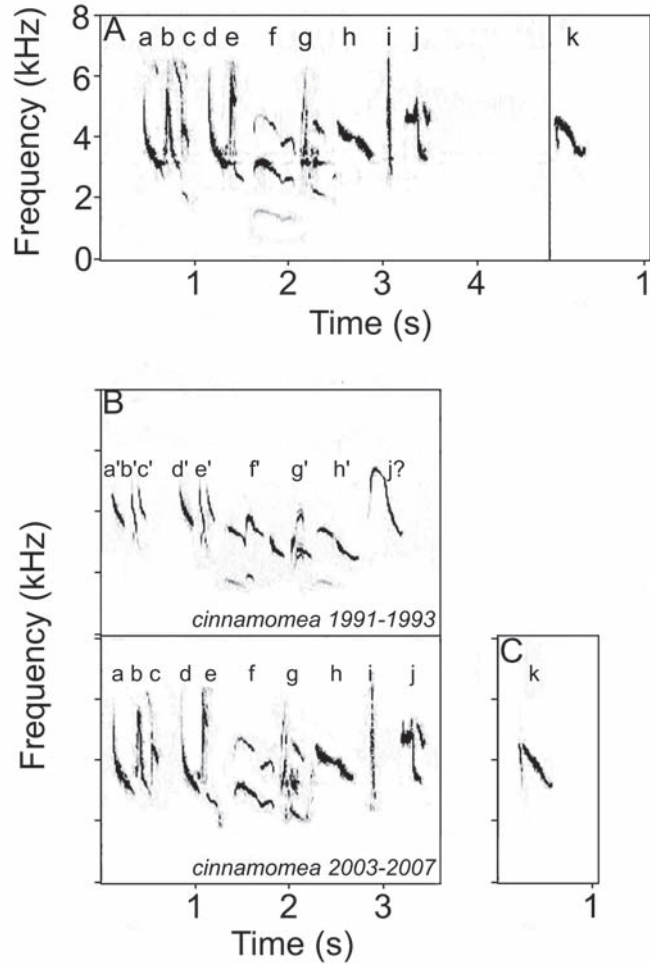 A
a b c d e f g h i j k
8
6
4
2
0
Frequency (kHz)
1 2 3 4 1
Time (s)
B
a' b' c' d' e' f' g' h' j?
cinnamomea 1991-1993
a b c d e f g h i j
cinnamomea 2003-2007
C
k
Frequency (kHz)
1 2 3 1
Time (s)